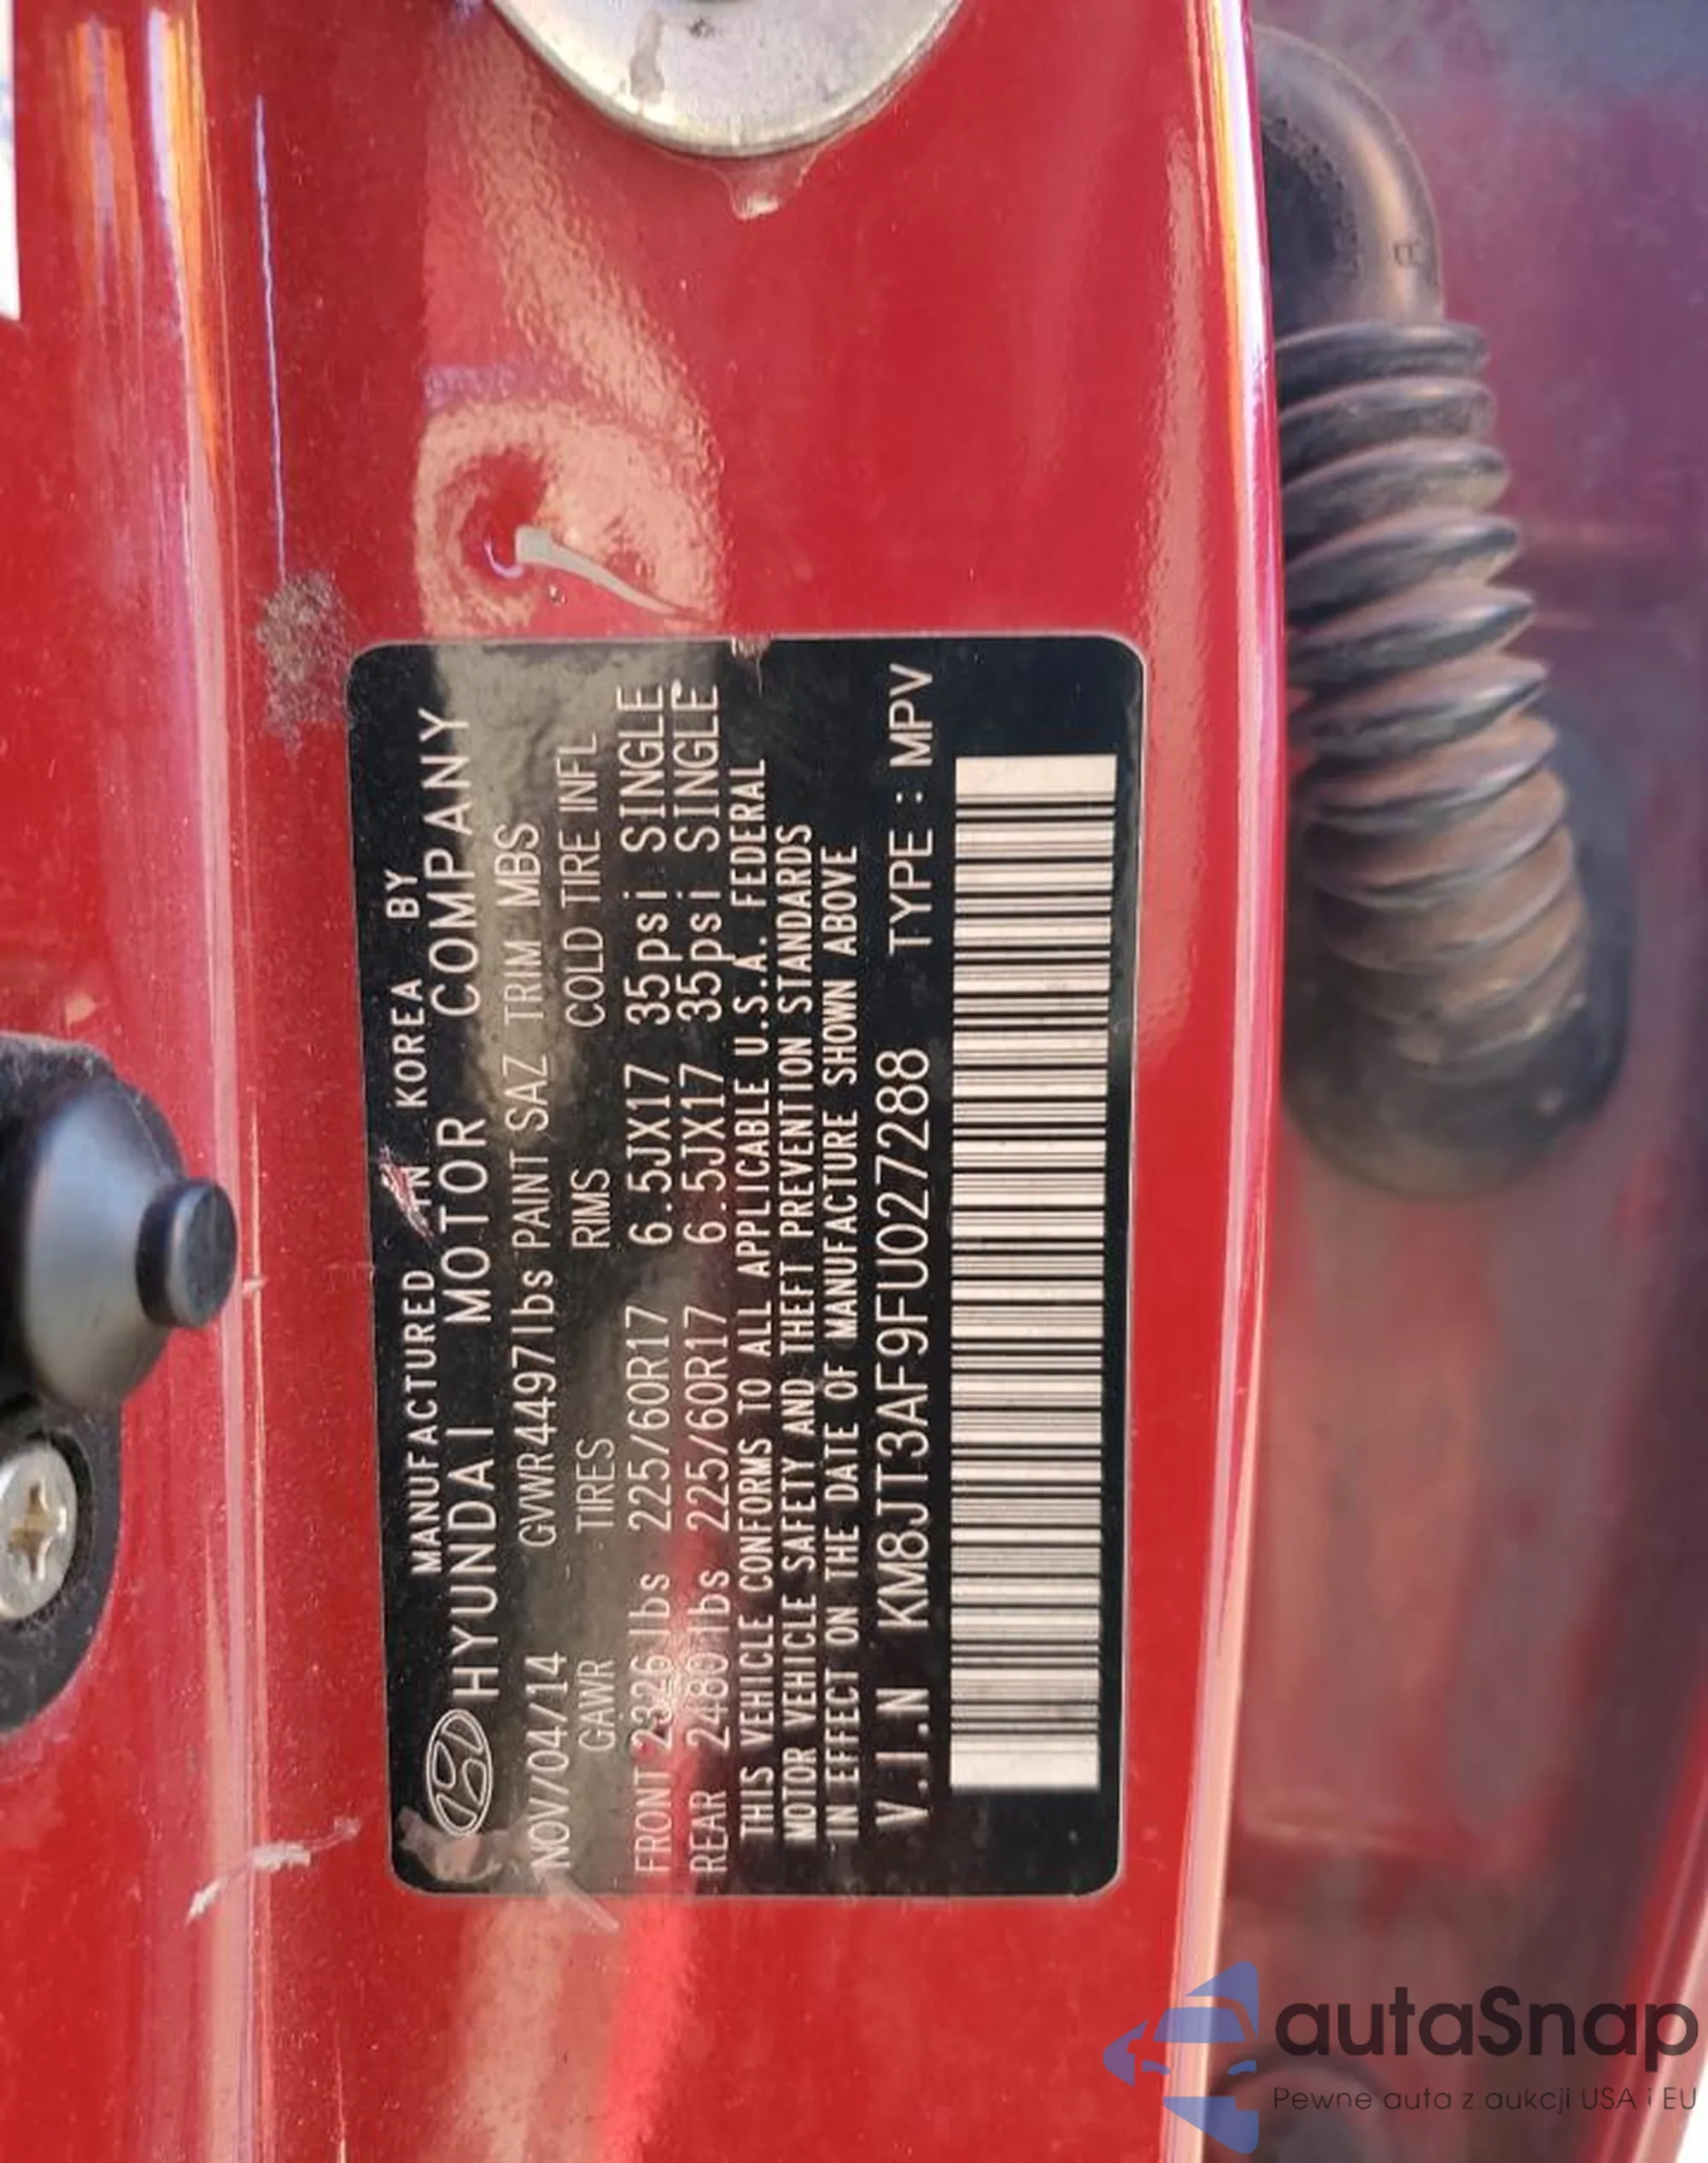 MANUFACTURED IN KOREA BY
HYUNDAI MOTOR COMPANY
NOV/04/14 GVWR4497lbs PAINT SAZ TRIM MBS
GAWR TIRES RIMS COLD TIRE INFL
FRONT 2326 lbs 225/60R17 6.5JX17 35psi SINGLE
REAR 2480 lbs 225/60R17 6.5JX17 35psi SINGLE
THIS VEHICLE CONFORMS TO ALL APPLICABLE U.S.A. FEDERAL
MOTOR VEHICLE SAFETY AND THEFT PREVENTION STANDARDS
IN EFFECT ON THE DATE OF MANUFACTURE SHOWN ABOVE
V.I.N KM8JT3AF9FU027288 TYPE : MPV
autaSnap
Pewne auta z aukcji USA i EU